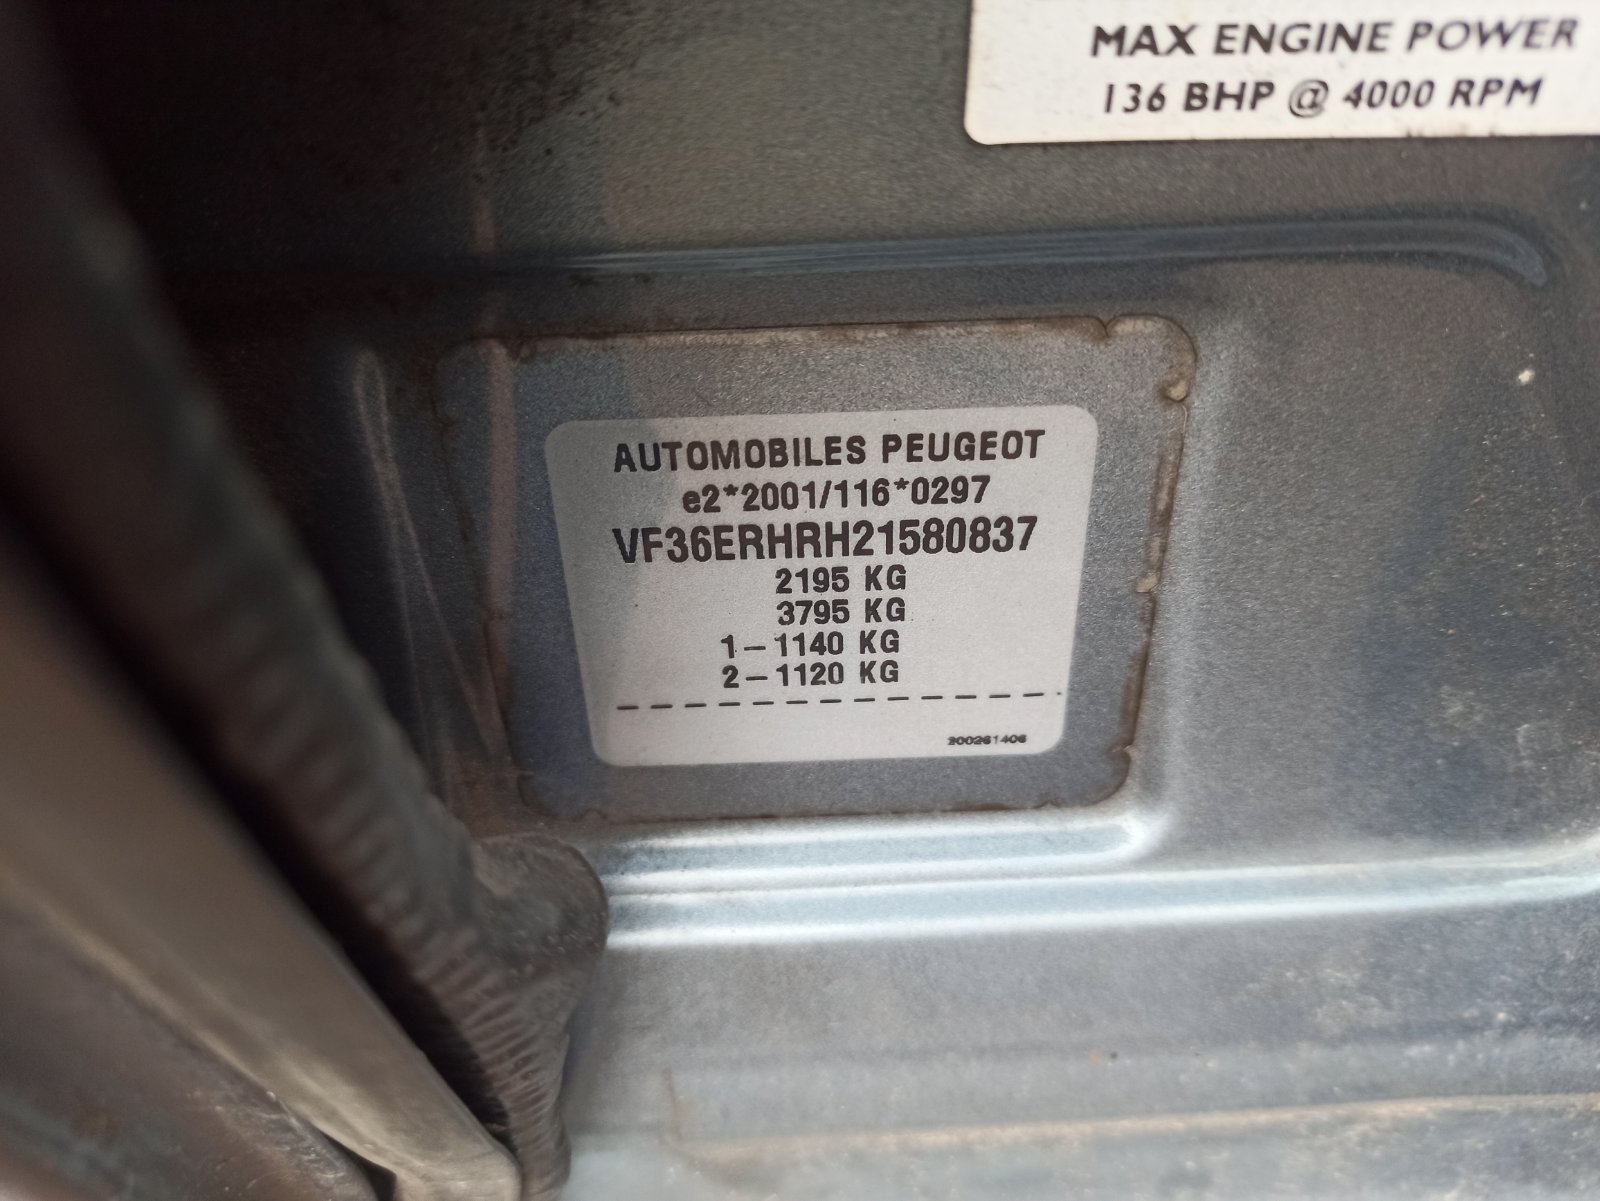 MAX ENGINE POWER
136 BHP @ 4000 RPM
AUTOMOBILES PEUGEOT
e2*2001/116*0297
VF36ERHRH21580837
2195 KG
3795 KG
1–1140 KG
2–1120 KG
200261406